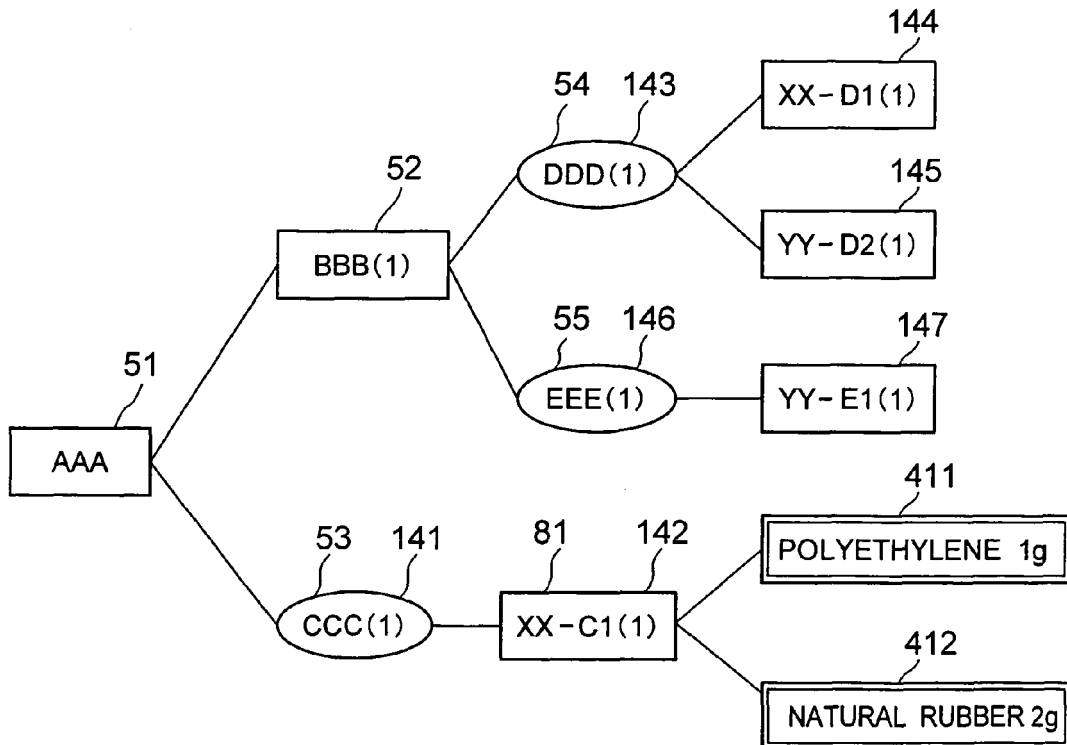 144
XX-D1(1)
54 143
DDD(1)
145
52
YY-D2(1)
BBB(1)
55 146 147
EEE(1) YY-E1(1)
51
AAA
411
POLYETHYLENE 1g
53 141 81 142
CCC(1) XX-C1(1)
412
NATURAL RUBBER 2g